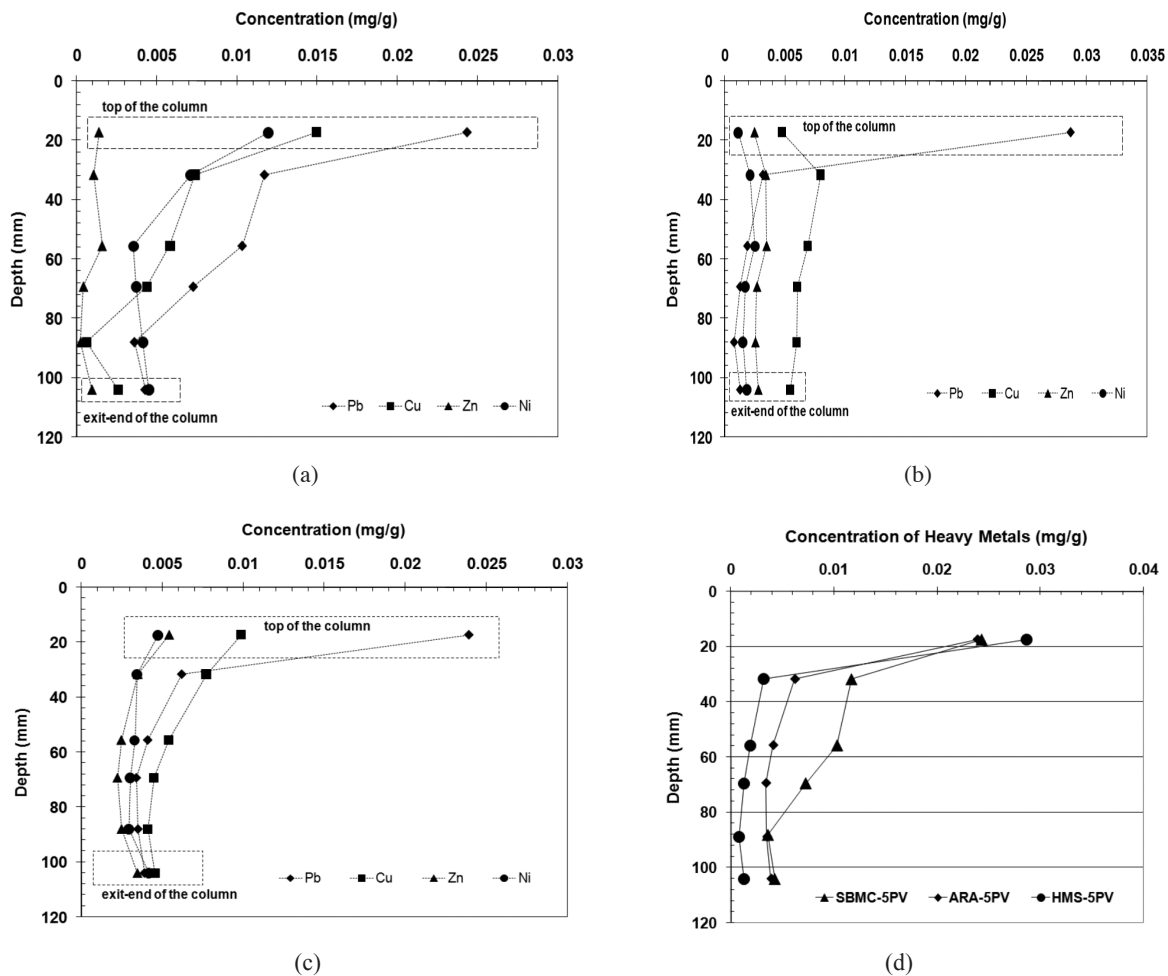 Concentration (mg/g)
0 0.005 0.01 0.015 0.02 0.025 0.03
0
20
40
60
80
100
120
Depth (mm)
top of the column
exit-end of the column
Pb Cu Zn Ni
(a)
Concentration (mg/g)
0 0.005 0.01 0.015 0.02 0.025 0.03 0.035
0
20
40
60
80
100
120
Depth (mm)
top of the column
exit-end of the column
Pb Cu Zn Ni
(b)
Concentration (mg/g)
0 0.005 0.01 0.015 0.02 0.025 0.03
0
20
40
60
80
100
120
Depth (mm)
top of the column
exit-end of the column
Pb Cu Zn Ni
(c)
Concentration of Heavy Metals (mg/g)
0 0.01 0.02 0.03 0.04
0
20
40
60
80
100
120
Depth (mm)
SBMC-5PV ARA-5PV HMS-5PV
(d)